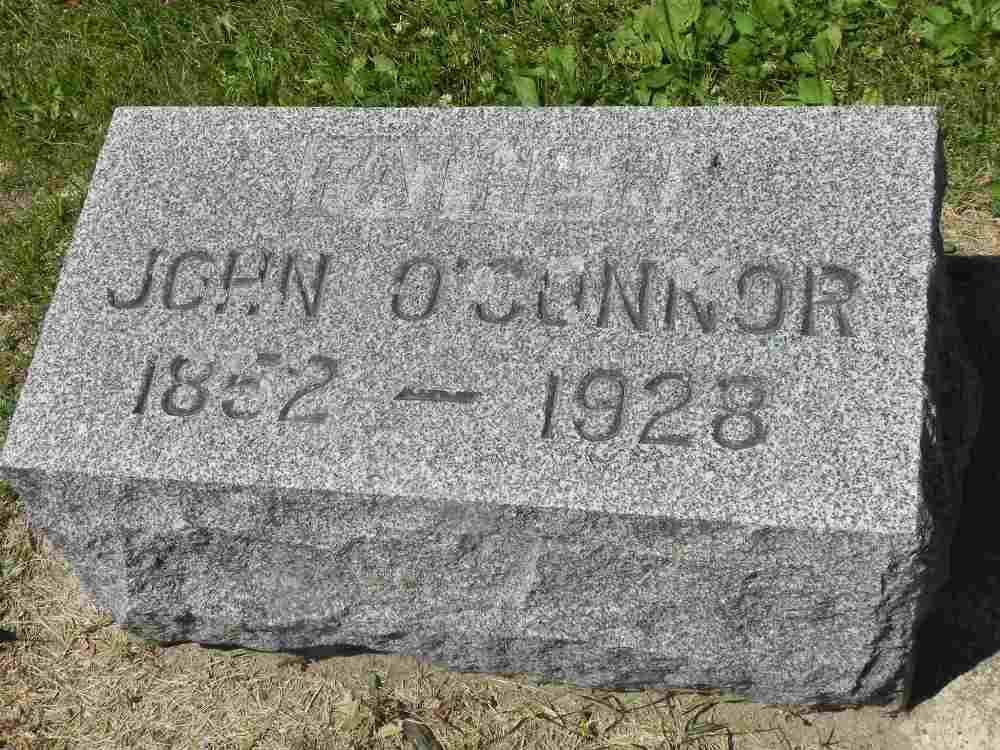 FATHER
JOHN O'CONNOR
1852 – 1928